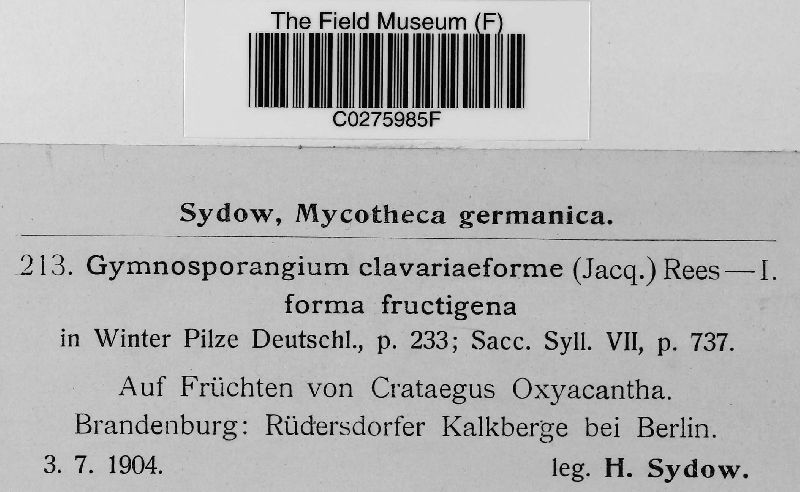 The Field Museum (F)
C0275985F
Sydow, Mycotheca germanica.
213. Gymnosporangium clavariaeforme (Jacq.) Rees — I.
forma fructigena
in Winter Pilze Deutschl., p. 233; Sacc. Syll. VII, p. 737.
Auf Früchten von Crataegus Oxyacantha.
Brandenburg: Rüdersdorfer Kalkberge bei Berlin.
3. 7. 1904. leg. H. Sydow.